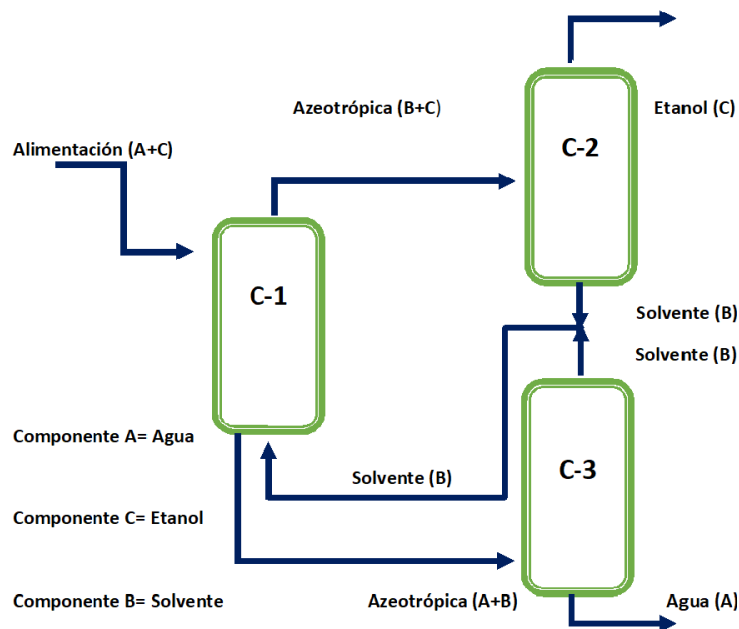 Azeotrópica (B+C)
Etanol (C)
C-2
Alimentación (A+C)
C-1
Solvente (B)
Solvente (B)
Componente A= Agua
C-3
Solvente (B)
Componente C= Etanol
Componente B= Solvente
Azeotrópica (A+B)
Agua (A)